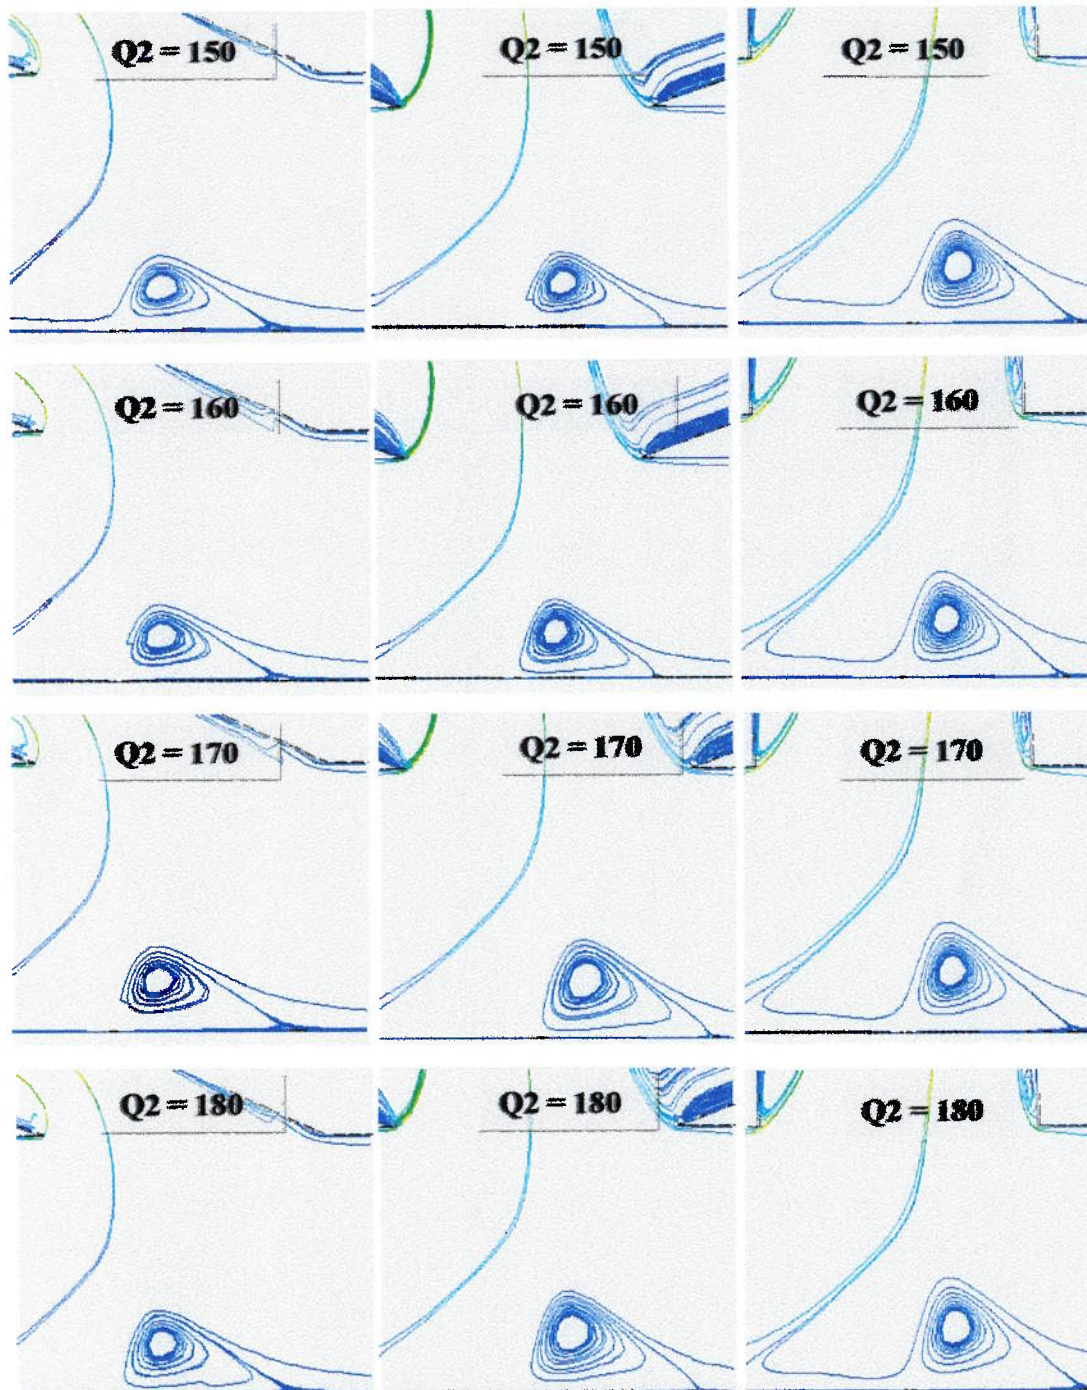 Q2 = 150
Q2 = 150
Q2 = 150
Q2 = 160
Q2 = 160
Q2 = 160
Q2 = 170
Q2 = 170
Q2 = 170
Q2 = 180
Q2 = 180
Q2 = 180